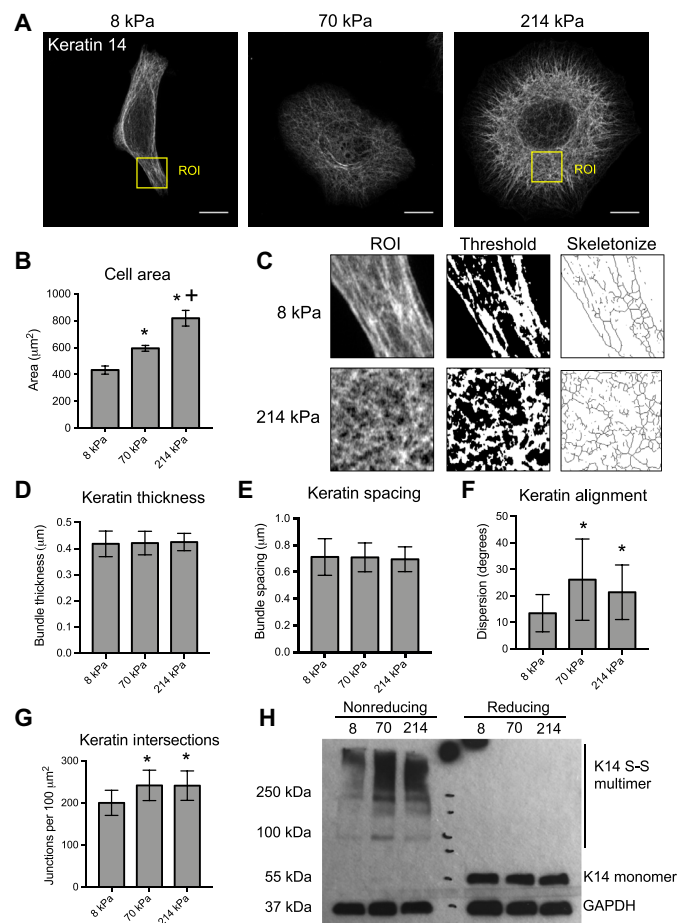 A
8 kPa
70 kPa
214 kPa
Keratin 14
ROI
ROI
B
Cell area
1000
800
600
400
200
0
Area (μm²)
*
* +
8 kPa
70 kPa
214 kPa
C
ROI
Threshold
Skeletonize
8 kPa
214 kPa
D
Keratin thickness
0.5
0.4
0.3
0.2
0.1
0.0
Bundle thickness (μm)
8 kPa
70 kPa
214 kPa
E
Keratin spacing
1.0
0.8
0.6
0.4
0.2
0.0
Bundle spacing (μm)
8 kPa
70 kPa
214 kPa
F
Keratin alignment
50
40
30
20
10
0
Dispersion (degrees)
*
*
8 kPa
70 kPa
214 kPa
G
Keratin intersections
300
200
100
0
Junctions per 100 μm²
*
*
8 kPa
70 kPa
214 kPa
H
Nonreducing
Reducing
8 70 214
8 70 214
250 kDa
100 kDa
55 kDa
37 kDa
K14 S-S
multimer
K14 monomer
GAPDH